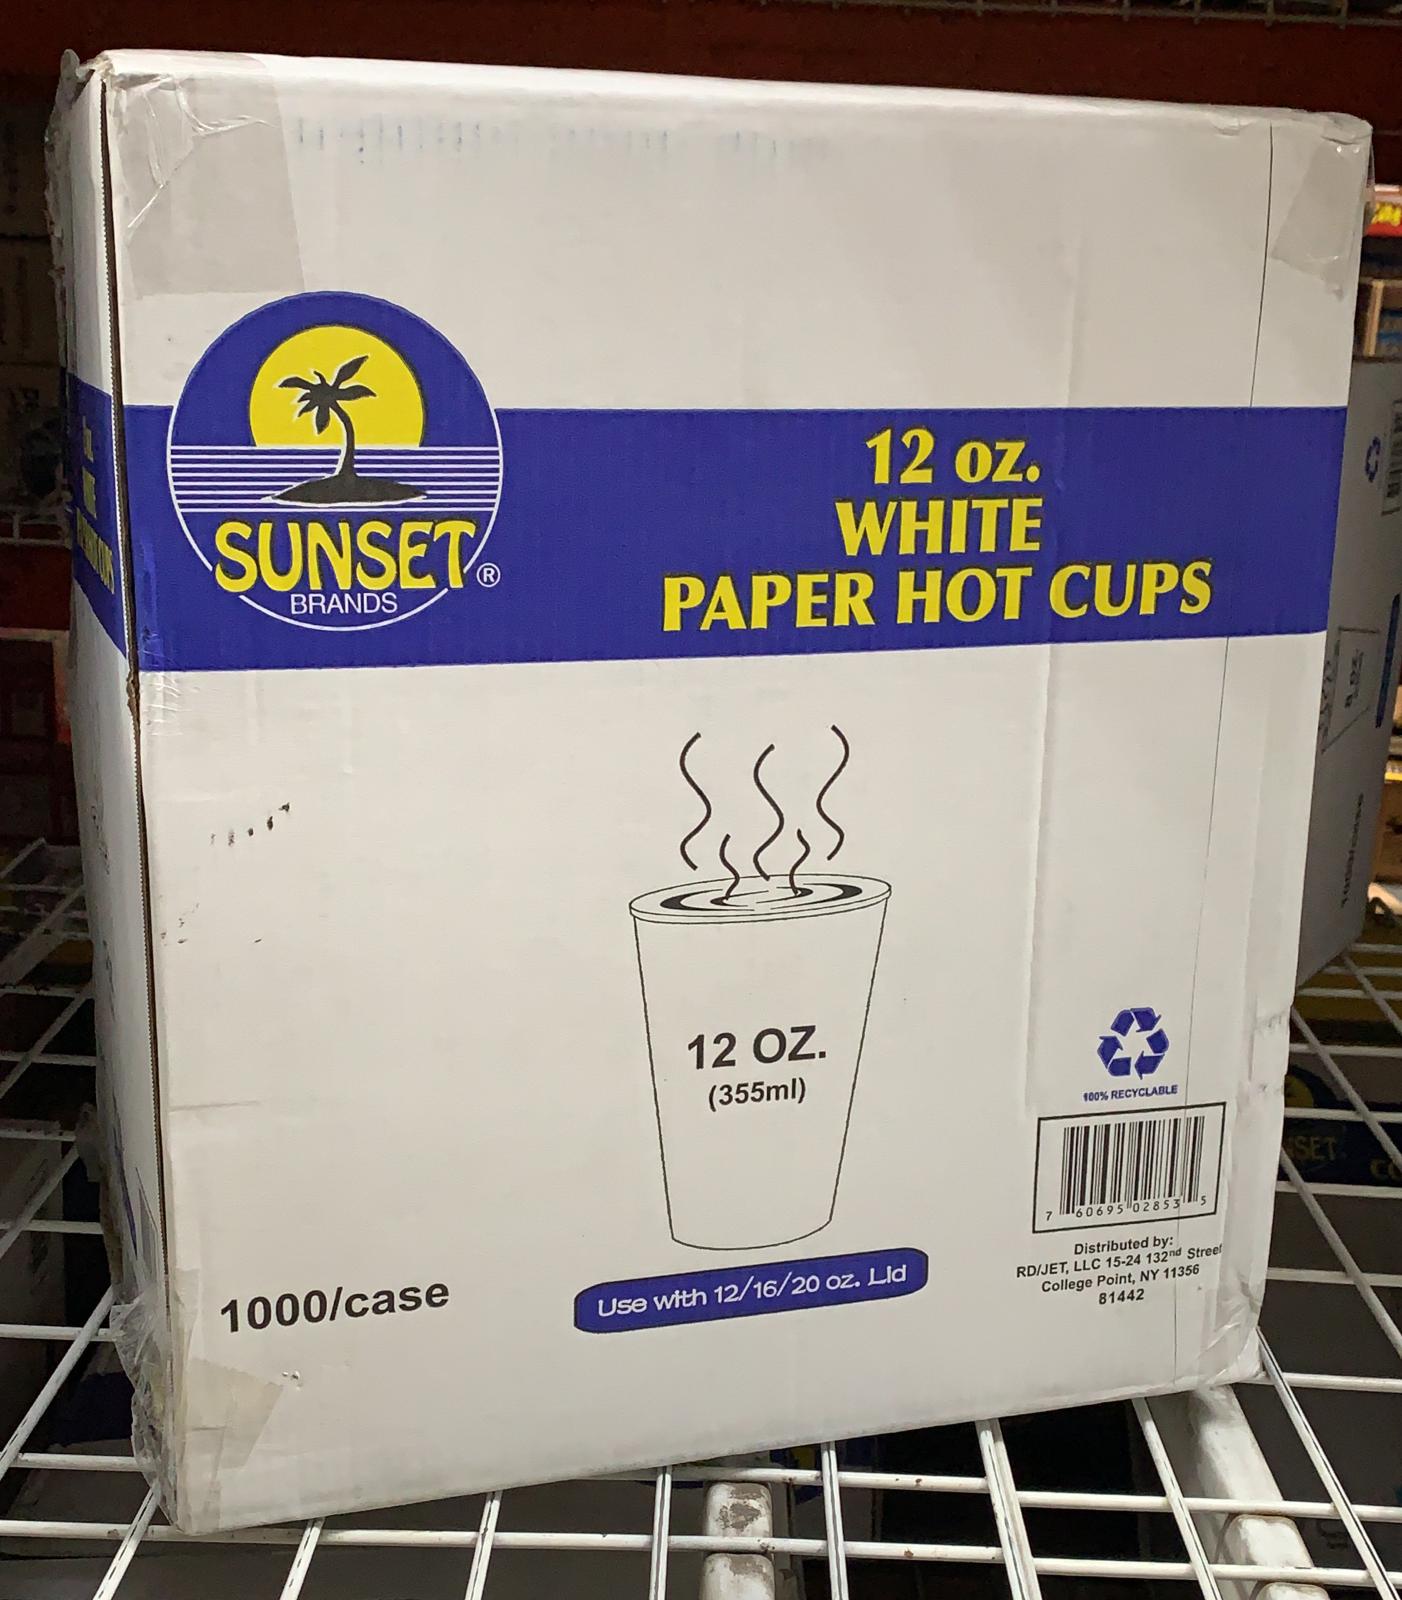 12 oz.
WHITE
PAPER HOT CUPS
SUNSET®
BRANDS
12 OZ.
(355ml)
100% RECYCLABLE
7 60695 02853 5
Distributed by:
RD/JET, LLC 15-24 132nd Street
College Point, NY 11356
81442
1000/case
Use with 12/16/20 oz. Lid
8 OZ.